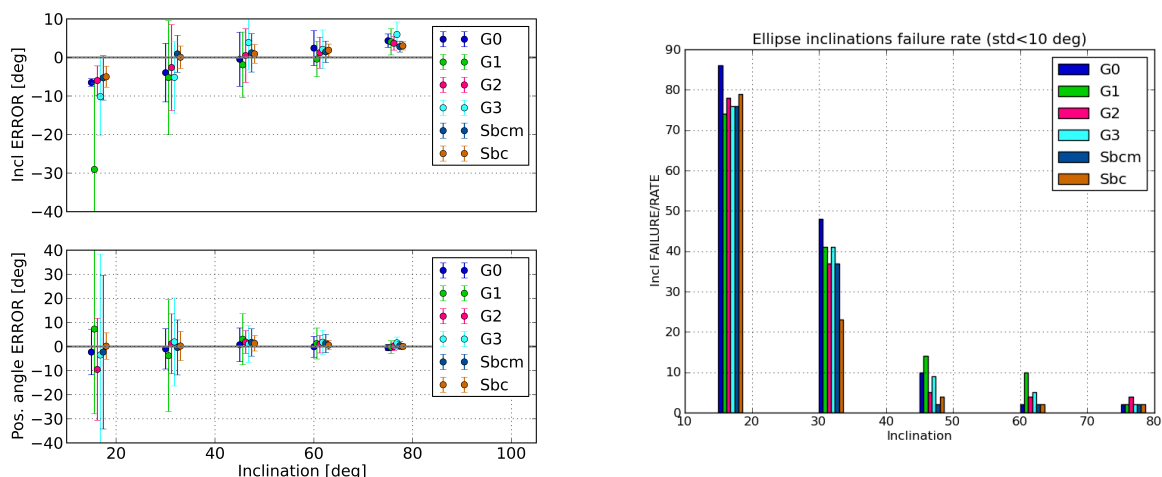 10
0
−10
−20
−30
−40
Incl ERROR [deg]
G0
G1
G2
G3
Sbcm
Sbc
40
30
20
10
0
−10
−20
−30
−40
Pos. angle ERROR [deg]
G0
G1
G2
G3
Sbcm
Sbc
20 40 60 80 100
Inclination [deg]
Ellipse inclinations failure rate (std<10 deg)
90
80
70
60
50
40
30
20
10
0
Incl FAILURE/RATE
G0
G1
G2
G3
Sbcm
Sbc
10 20 30 40 50 60 70 80
Inclination